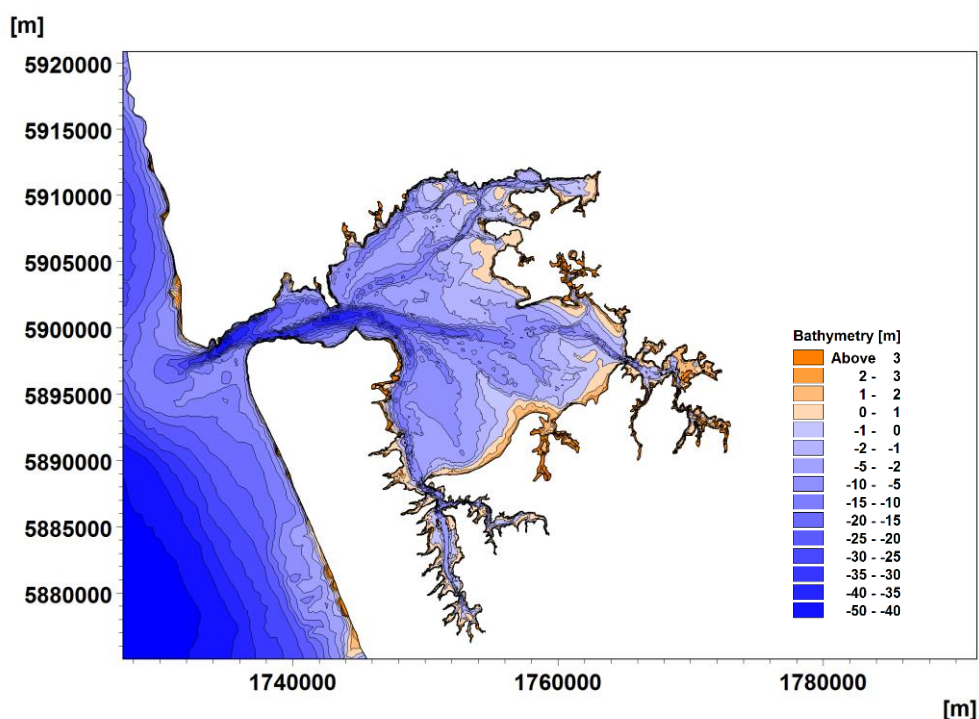 [m]
5920000
5915000
5910000
5905000
5900000
5895000
5890000
5885000
5880000
Bathymetry [m]
Above 3
2 - 3
1 - 2
0 - 1
-1 - 0
-2 - -1
-5 - -2
-10 - -5
-15 - -10
-20 - -15
-25 - -20
-30 - -25
-35 - -30
-40 - -35
-50 - -40
1740000 1760000 1780000
[m]